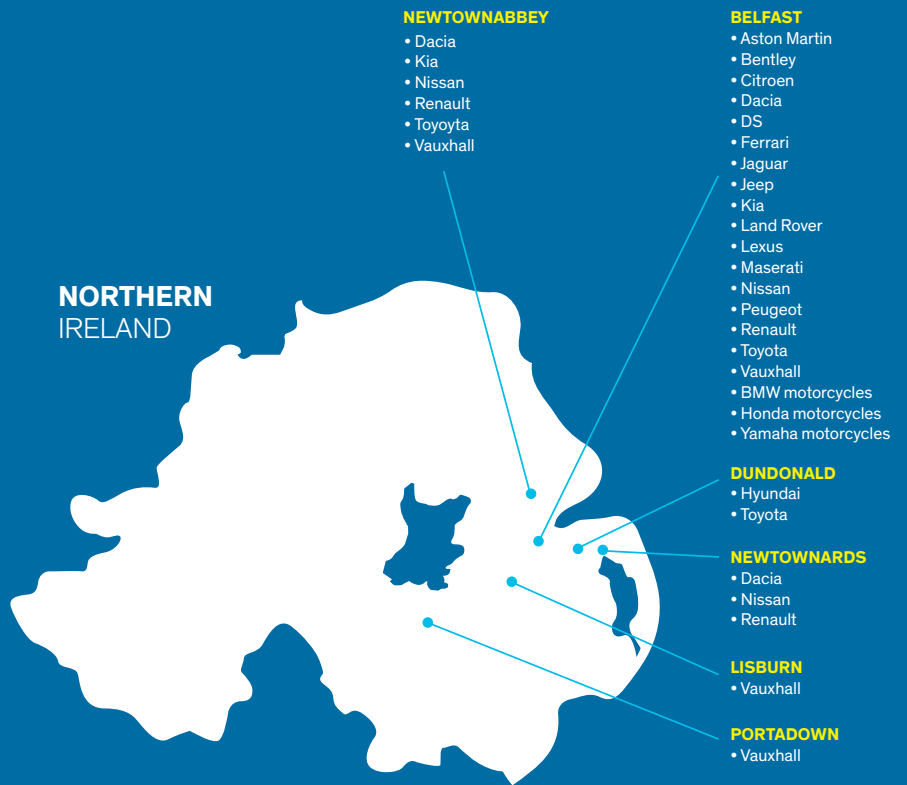 NORTHERN
IRELAND
NEWTOWNABBEY
• Dacia
• Kia
• Nissan
• Renault
• Toyoyta
• Vauxhall
BELFAST
• Aston Martin
• Bentley
• Citroen
• Dacia
• DS
• Ferrari
• Jaguar
• Jeep
• Kia
• Land Rover
• Lexus
• Maserati
• Nissan
• Peugeot
• Renault
• Toyota
• Vauxhall
• BMW motorcycles
• Honda motorcycles
• Yamaha motorcycles
DUNDONALD
• Hyundai
• Toyota
NEWTOWNARDS
• Dacia
• Nissan
• Renault
LISBURN
• Vauxhall
PORTADOWN
• Vauxhall